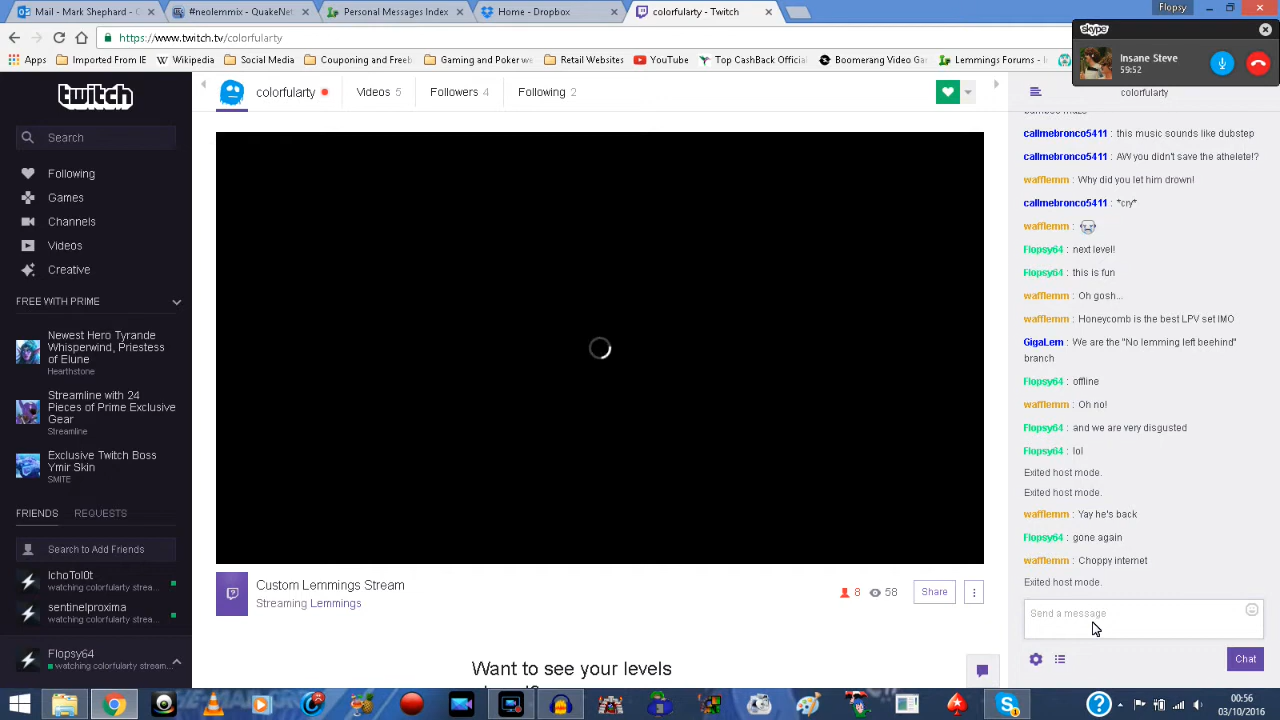 Flopsy
Outlook Mail - Mark Shepherd - C
#neolemmix - QuakeNet
Personal Messages Index
Home - Dropbox
colorfularty - Twitch
https://www.twitch.tv/colorfularty
Apps
Imported From IE
Wikipedia
Social Media
Couponing and Freeb
Gaming and Poker we
Retail Websites
YouTube
Top CashBack Official
Boomerang Video Gar
Lemmings Forums - In
skype
Insane Steve
59:52
twitch
colorfularty
Videos 5
Followers 4
Following 2
colorfularty
Search
Following
Games
Channels
Videos
Creative
FREE WITH PRIME
Newest Hero Tyrande
Whisperwind, Priestess
of Elune
Hearthstone
Streamline with 24
Pieces of Prime Exclusive
Gear
Streamline
Exclusive Twitch Boss
Ymir Skin
SMITE
FRIENDS
REQUESTS
Search to Add Friends
IchoTol0t
watching colorfularty strea...
sentinelproxima
watching colorfularty strea...
Flopsy64
watching colorfularty stream...
Custom Lemmings Stream
Streaming Lemmings
8
58
Share
Want to see your levels
callmebronco5411 : this music sounds like dubstep
callmebronco5411 : AW you didn't save the athelete!?
wafflemm : Why did you let him drown!
callmebronco5411 : *cry*
wafflemm :
Flopsy64 : next level!
Flopsy64 : this is fun
wafflemm : Oh gosh...
wafflemm : Honeycomb is the best LPV set IMO
GigaLem : We are the "No lemming left beehind"
branch
Flopsy64 : offline
wafflemm : Oh no!
Flopsy64 : and we are very disgusted
Flopsy64 : lol
Exited host mode.
Exited host mode.
wafflemm : Yay he's back
Flopsy64 : gone again
wafflemm : Choppy internet
Exited host mode.
Send a message
Chat
00:56
03/10/2016